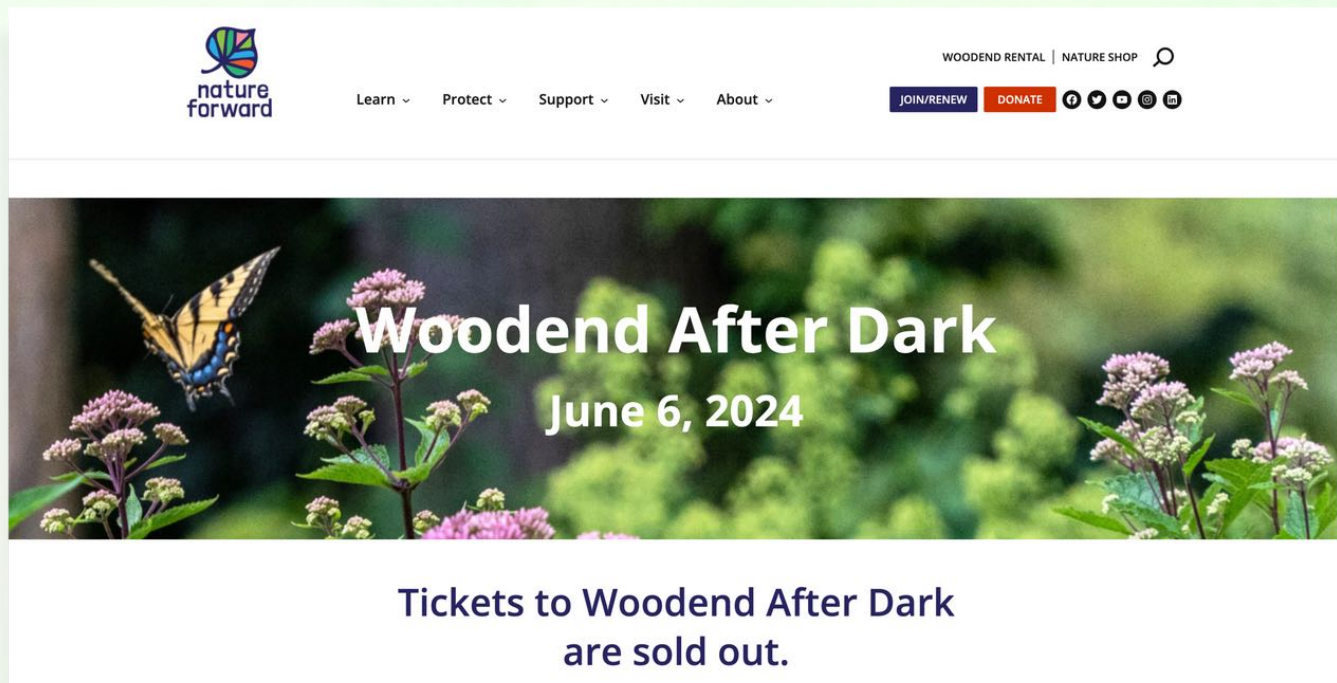 nature
forward
WOODEND RENTAL | NATURE SHOP
Learn Protect Support Visit About
JOIN/RENEW DONATE
Woodend After Dark
June 6, 2024
Tickets to Woodend After Dark
are sold out.